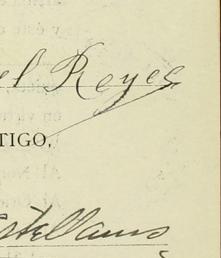 el Reyes
TIGO,
stellanos